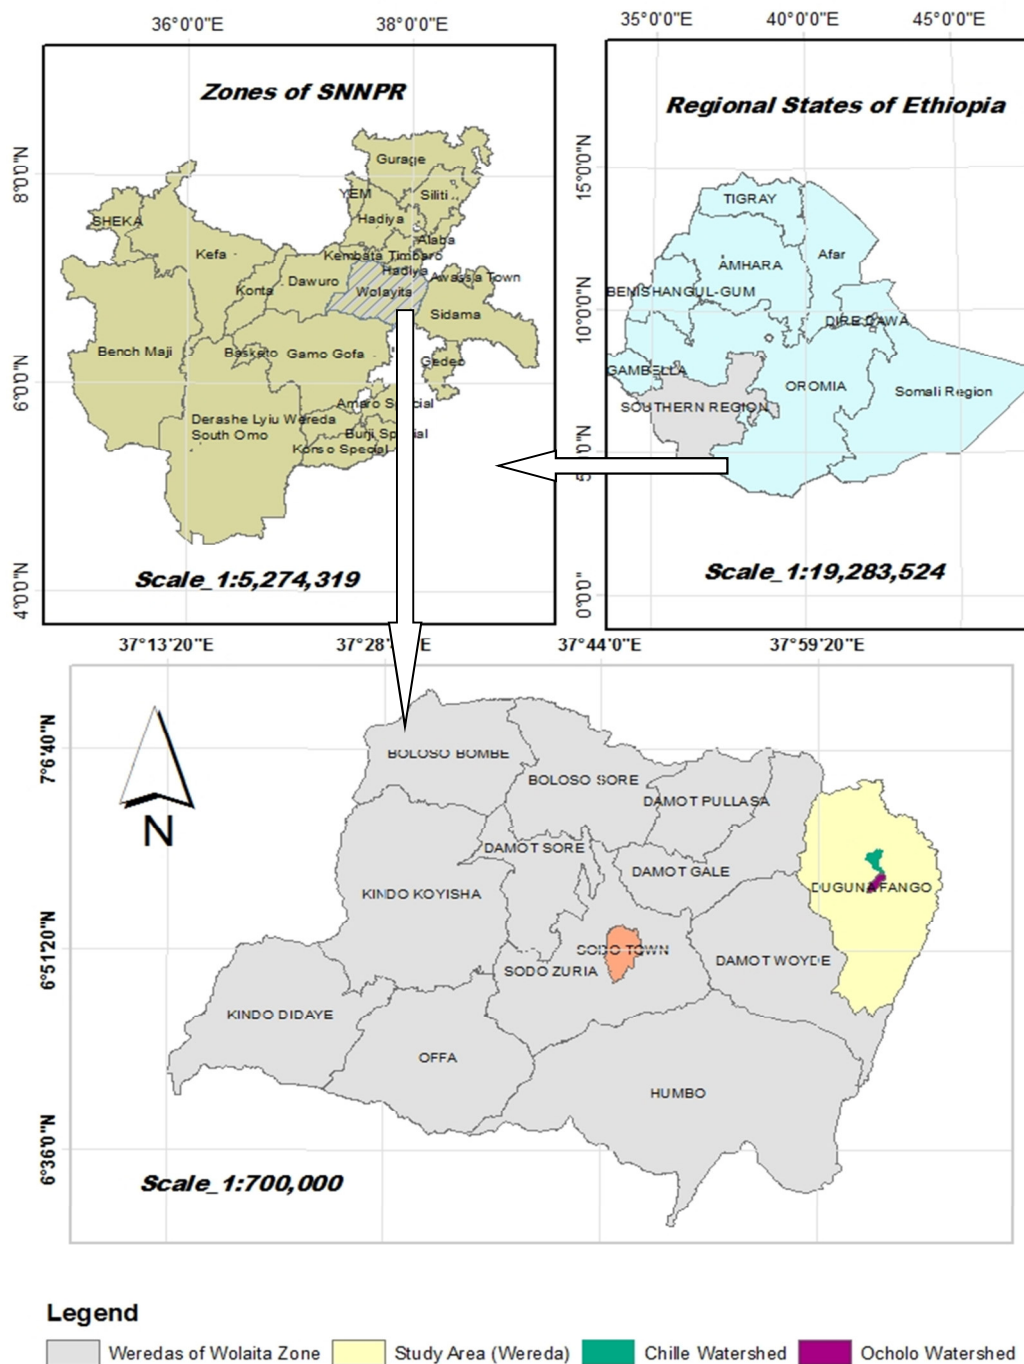 36°0'0"E 38°0'0"E
35°0'0"E 40°0'0"E 45°0'0"E
Zones of SNNPR
8°0'0"N
6°0'0"N
4°0'0"N
Gurage
YEM
Siliti
Hadiya
SHEKA
Alaba
Kefa
Kembata Timbaro
Hadiya
Awassa Town
Dawuro
Konta
Wolayita
Sidama
Bench Maji
Basketo
Gamo Gofa
Gedeo
Amaro Special
Derashe Lyiu Wereda
South Omo
Burji Special
Konso Special
Scale_1:5,274,319
Regional States of Ethiopia
15°0'0"N
10°0'0"N
5°0'0"N
0°0'0"
TIGRAY
Afar
AMHARA
BENISHANGUL-GUM
DIRE DAWA
GAMBELLA
OROMIA
Somali Region
SOUTHERN REGION
Scale_1:19,283,524
37°13'20"E 37°28' "E 37°44'0"E 37°59'20"E
7°6'40"N
6°51'20"N
6°36'0"N
N
BOLOSO BOMBE
BOLOSO SORE
DAMOT PULLASA
DAMOT SORE
DAMOT GALE
DUGUNA FANGO
KINDO KOYISHA
SODO TOWN
SODO ZURIA
DAMOT WOYDE
KINDO DIDAYE
OFFA
HUMBO
Scale_1:700,000
Legend
Weredas of Wolaita Zone Study Area (Wereda) Chille Watershed Ocholo Watershed